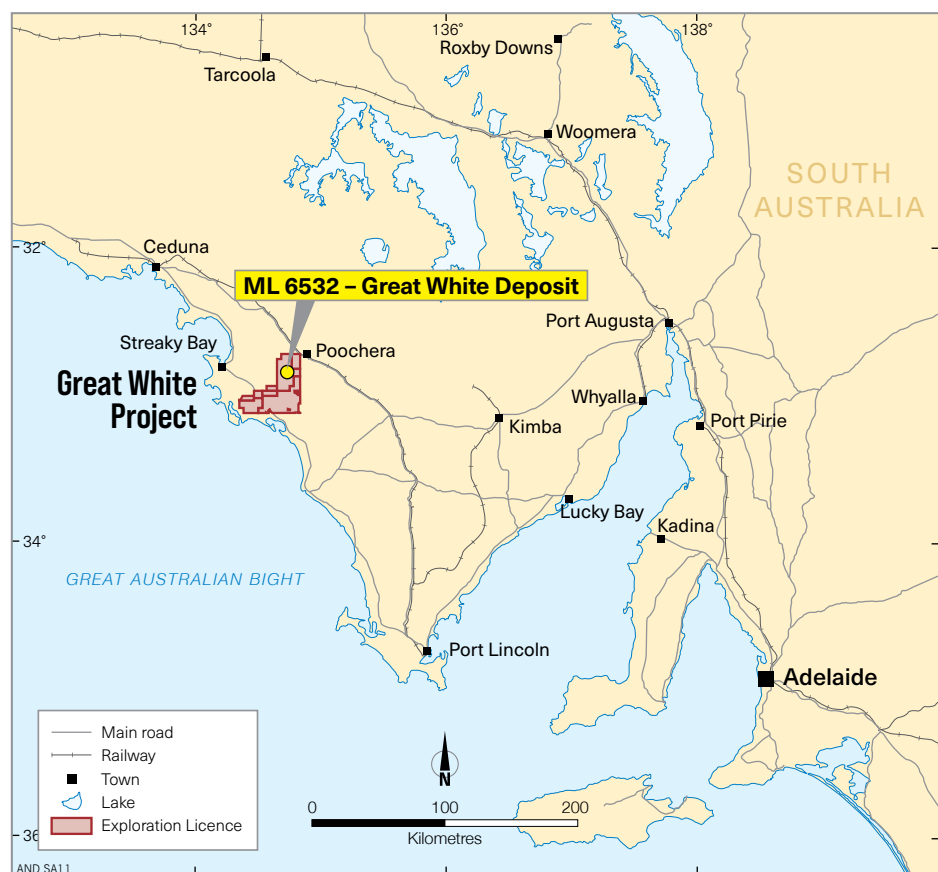 134°
136°
138°
Roxby Downs
Tarcoola
Woomera
SOUTH
AUSTRALIA
32°
Ceduna
ML 6532 – Great White Deposit
Port Augusta
Streaky Bay
Poochera
Great White
Project
Whyalla
Kimba
Port Pirie
Lucky Bay
Kadina
34°
GREAT AUSTRALIAN BIGHT
Port Lincoln
Adelaide
Main road
Railway
Town
Lake
Exploration Licence
N
0 100 200
Kilometres
36
AND SA11